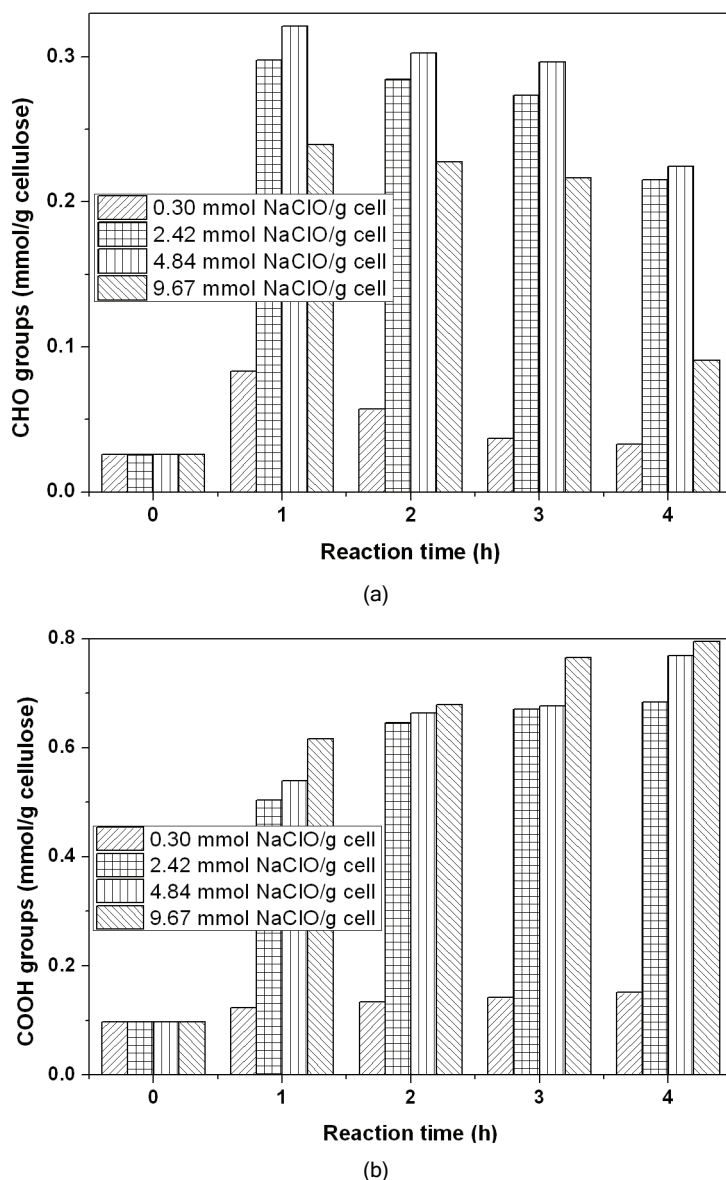 0.3
0.2
0.1
0.0
CHO groups (mmol/g cellulose)
0.30 mmol NaClO/g cell
2.42 mmol NaClO/g cell
4.84 mmol NaClO/g cell
9.67 mmol NaClO/g cell
0 1 2 3 4
Reaction time (h)
(a)
0.8
0.6
0.4
0.2
0.0
COOH groups (mmol/g cellulose)
0.30 mmol NaClO/g cell
2.42 mmol NaClO/g cell
4.84 mmol NaClO/g cell
9.67 mmol NaClO/g cell
0 1 2 3 4
Reaction time (h)
(b)